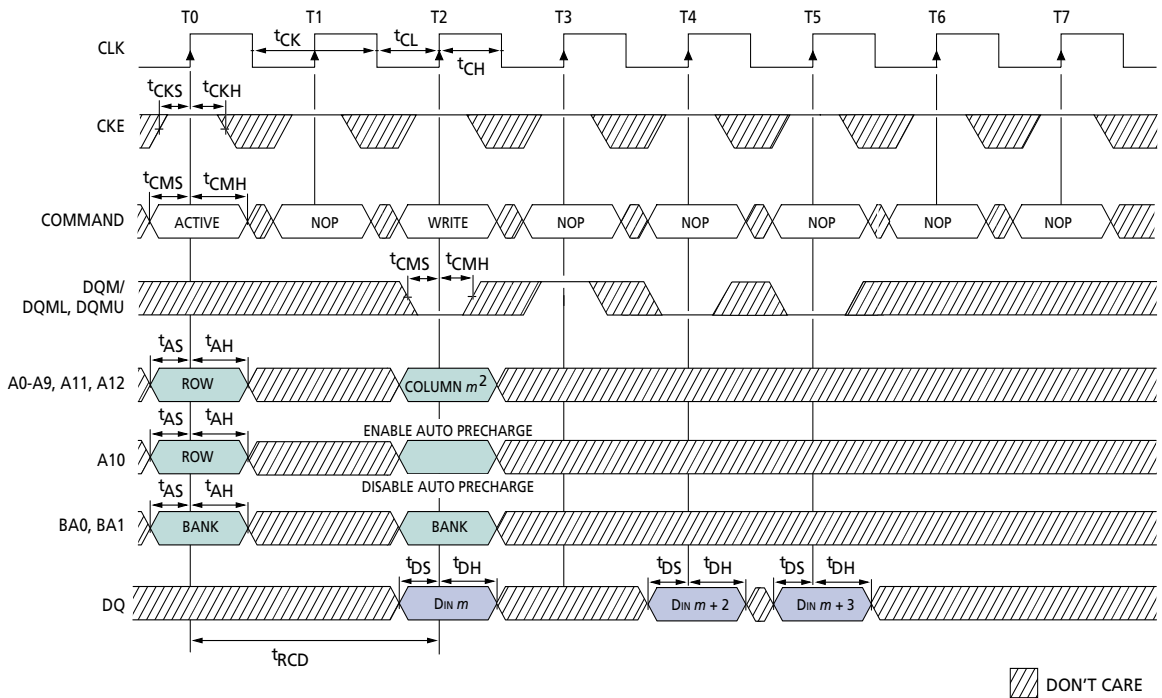 T0 T1 T2 T3 T4 T5 T6 T7
CLK
tCK tCL
tCH
tCKS tCKH
CKE
tCMS tCMH
COMMAND ACTIVE NOP WRITE NOP NOP NOP NOP NOP
tCMS tCMH
DQM/
DQML, DQMU
tAS tAH
A0-A9, A11, A12 ROW COLUMN m²
tAS tAH ENABLE AUTO PRECHARGE
A10 ROW
tAS tAH DISABLE AUTO PRECHARGE
BA0, BA1 BANK BANK
tDS tDH tDS tDH tDS tDH
DQ DIN m DIN m + 2 DIN m + 3
tRCD
DON'T CARE